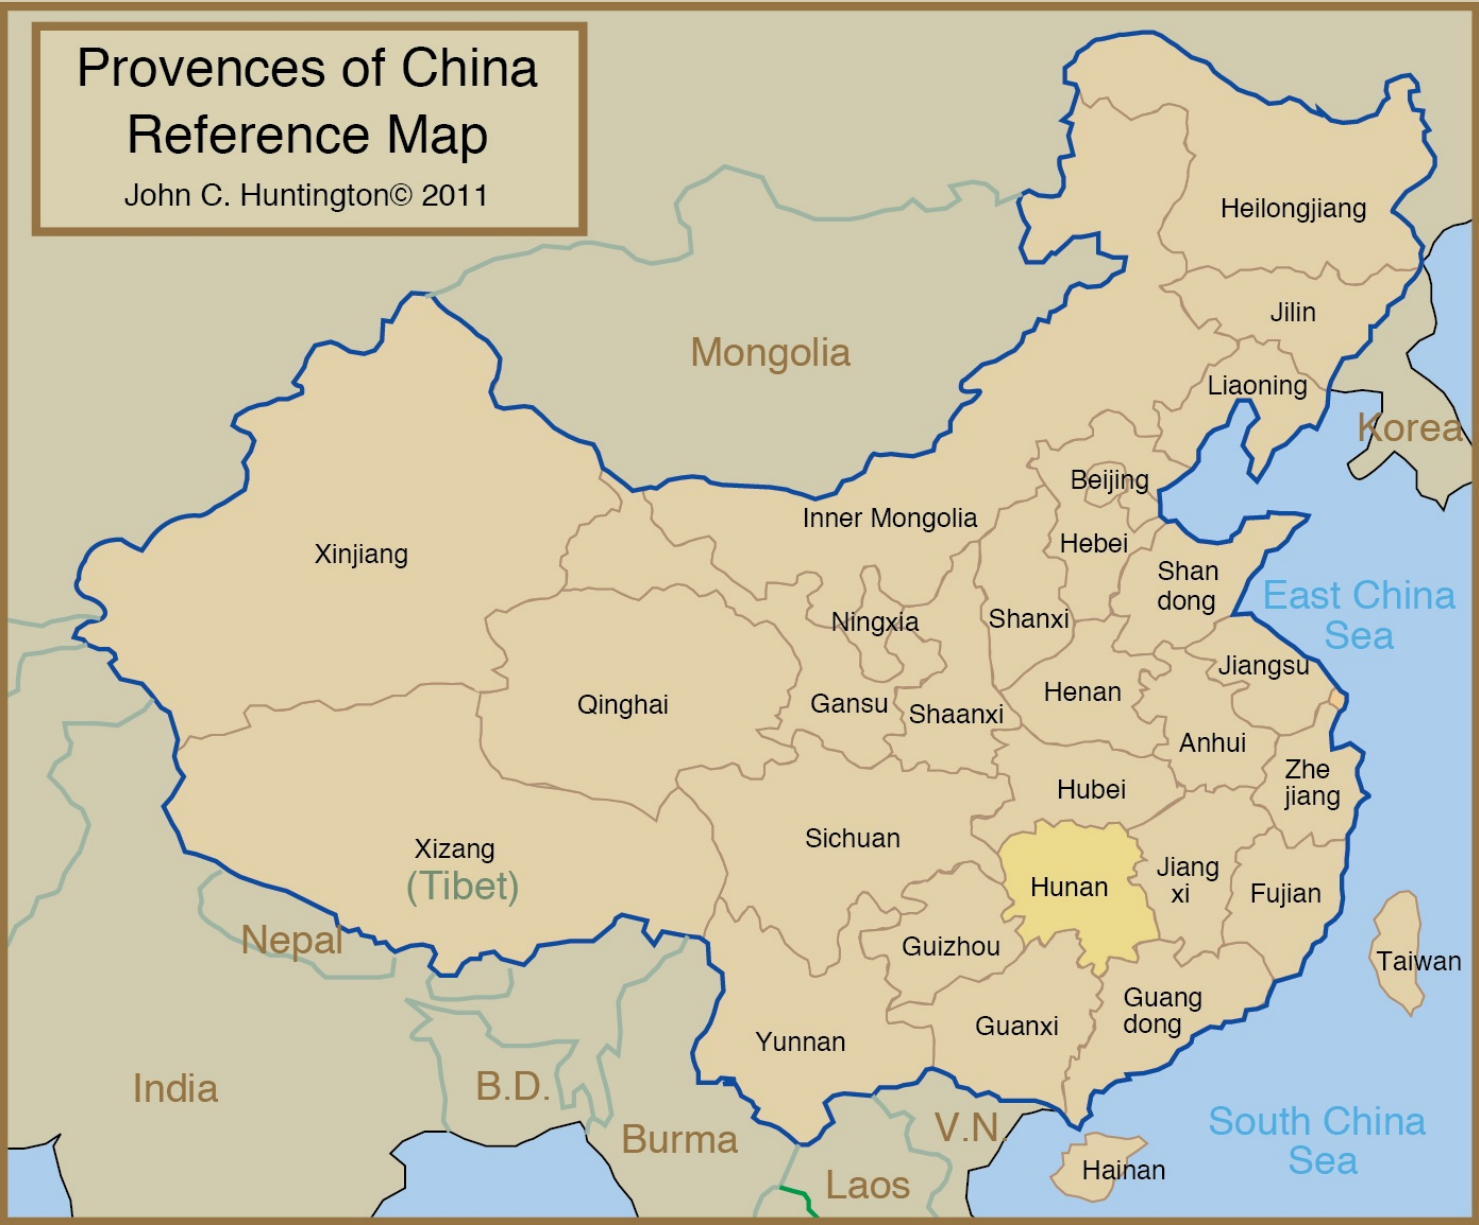 Provences of China
Reference Map
John C. Huntington© 2011
Heilongjiang
Jilin
Mongolia
Liaoning
Korea
Beijing
Inner Mongolia
Hebei
Xinjiang
Shan
dong
East China
Sea
Ningxia
Shanxi
Jiangsu
Qinghai
Gansu
Shaanxi
Henan
Anhui
Zhe
jiang
Hubei
Sichuan
Xizang
(Tibet)
Hunan
Jiang
xi
Fujian
Nepal
Guizhou
Taiwan
Guang
dong
Guanxi
Yunnan
India
B.D.
Burma
V.N.
South China
Sea
Laos
Hainan